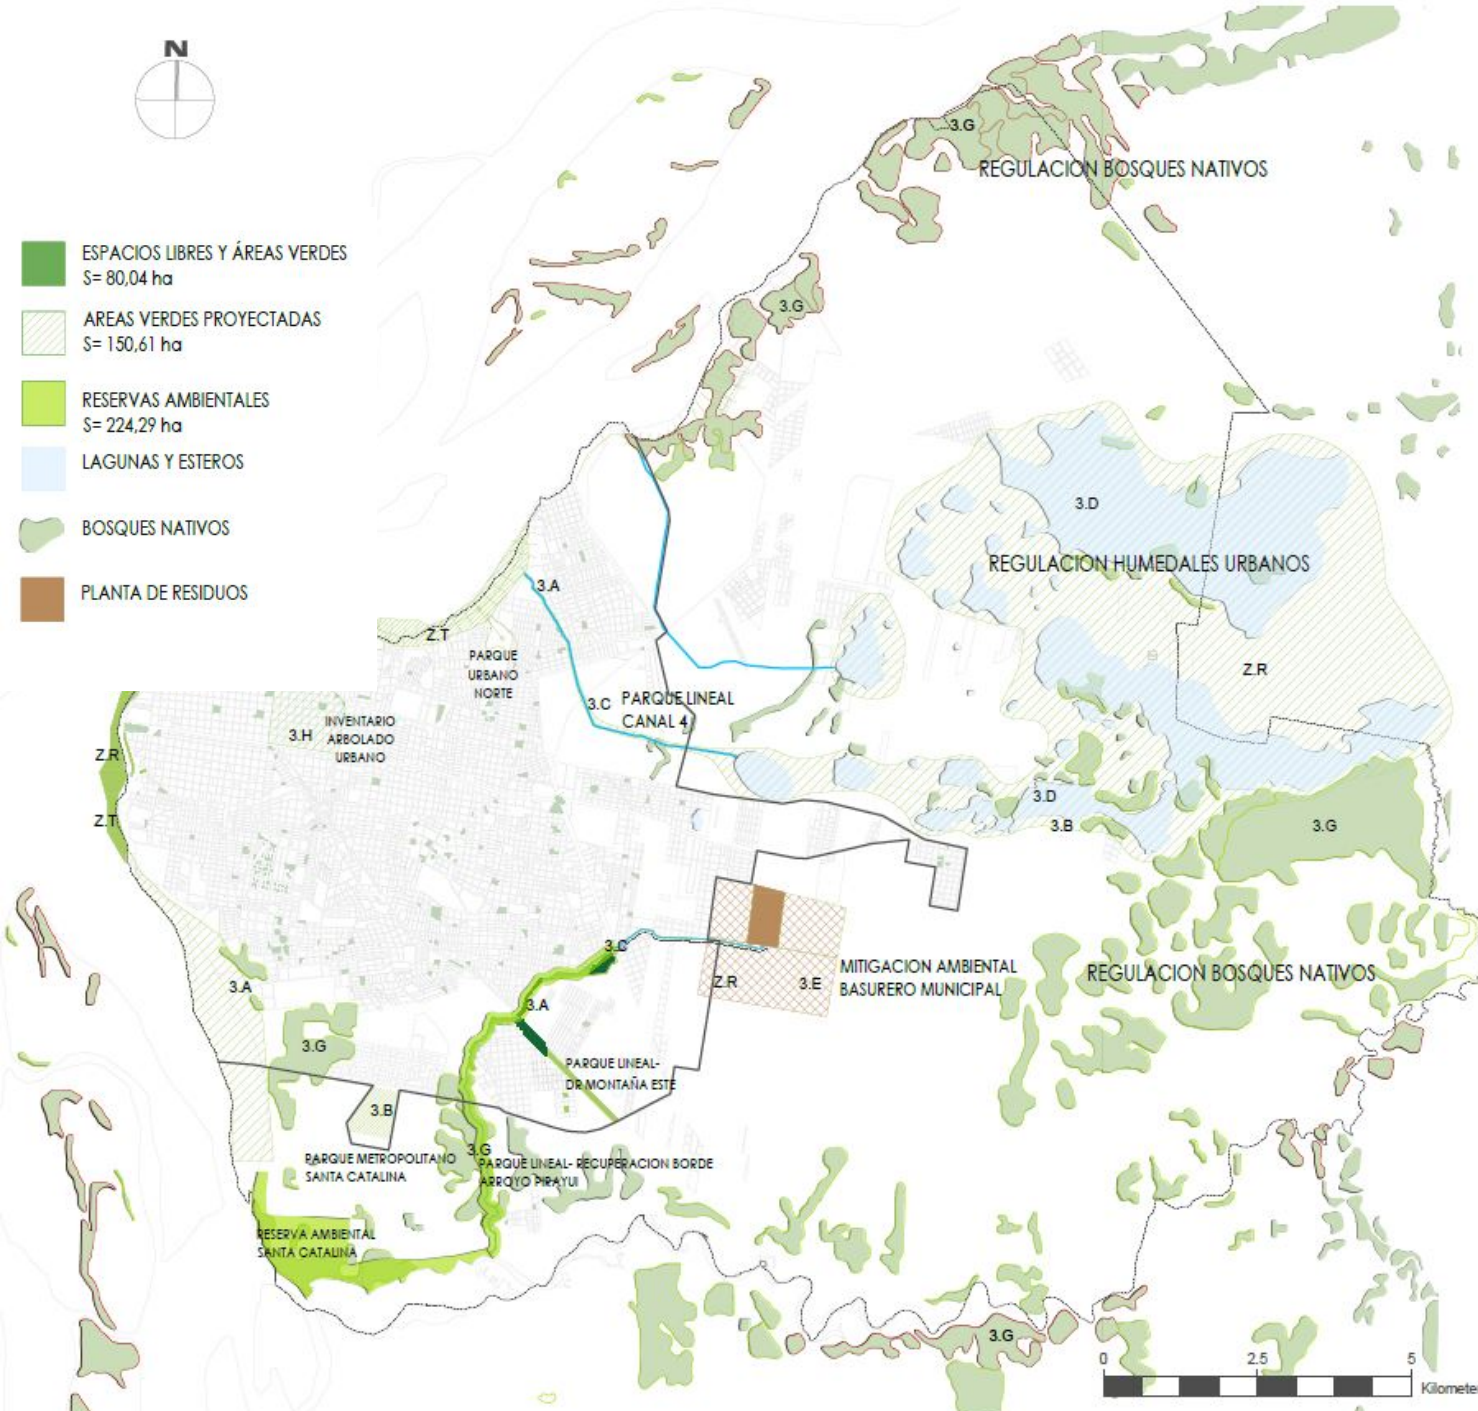 N
ESPACIOS LIBRES Y ÁREAS VERDES
S= 80,04 ha
AREAS VERDES PROYECTADAS
S= 150,61 ha
RESERVAS AMBIENTALES
S= 224,29 ha
LAGUNAS Y ESTEROS
BOSQUES NATIVOS
PLANTA DE RESIDUOS
3.G
REGULACION BOSQUES NATIVOS
3.G
3.D
REGULACION HUMEDALES URBANOS
3.A
Z.T
PARQUE
URBANO
NORTE
Z.R
3.C
PARQUE LINEAL
CANAL 4
3.H
INVENTARIO
ARBOLADO
URBANO
Z.R
Z.T
3.D
3.B
3.G
3.C
3.A
Z.R
3.E
MITIGACION AMBIENTAL
BASURERO MUNICIPAL
REGULACION BOSQUES NATIVOS
3.A
3.G
PARQUE LINEAL-
DR MONTAÑA ESTE
3.B
3.G
PARQUE METROPOLITANO
SANTA CATALINA
PARQUE LINEAL- RECUPERACION BORDE
ARROYO PIRAYUI
RESERVA AMBIENTAL
SANTA CATALINA
3.G
0 2.5 5
Kilomete